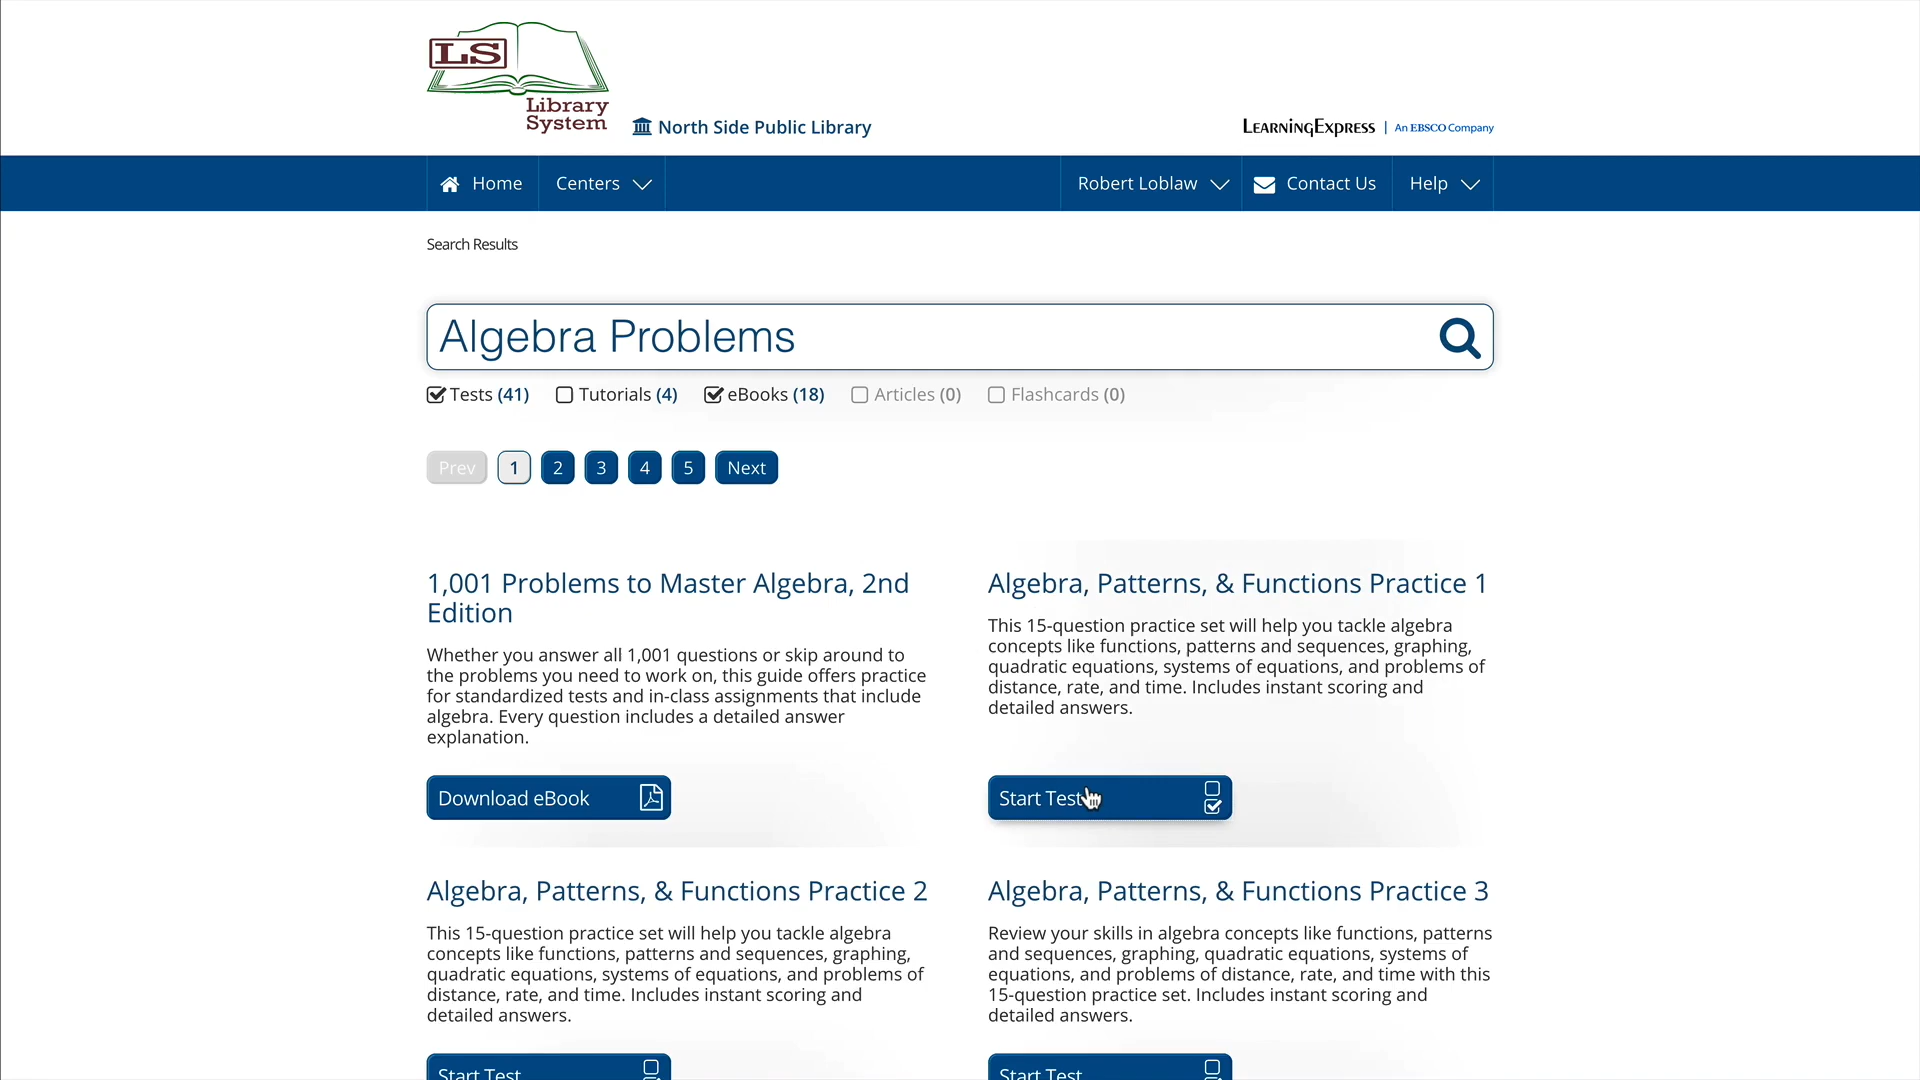 LS
Library
System
North Side Public Library
LEARNINGEXPRESS | An EBSCO Company
Home
Centers
Robert Loblaw
Contact Us
Help
Search Results
Algebra Problems
Tests (41)
Tutorials (4)
eBooks (18)
Articles (0)
Flashcards (0)
Prev
1
2
3
4
5
Next
1,001 Problems to Master Algebra, 2nd
Edition
Whether you answer all 1,001 questions or skip around to
the problems you need to work on, this guide offers practice
for standardized tests and in-class assignments that include
algebra. Every question includes a detailed answer
explanation.
Download eBook
Algebra, Patterns, & Functions Practice 1
This 15-question practice set will help you tackle algebra
concepts like functions, patterns and sequences, graphing,
quadratic equations, systems of equations, and problems of
distance, rate, and time. Includes instant scoring and
detailed answers.
Start Test
Algebra, Patterns, & Functions Practice 2
This 15-question practice set will help you tackle algebra
concepts like functions, patterns and sequences, graphing,
quadratic equations, systems of equations, and problems of
distance, rate, and time. Includes instant scoring and
detailed answers.
Start Test
Algebra, Patterns, & Functions Practice 3
Review your skills in algebra concepts like functions, patterns
and sequences, graphing, quadratic equations, systems of
equations, and problems of distance, rate, and time with this
15-question practice set. Includes instant scoring and
detailed answers.
Start Test